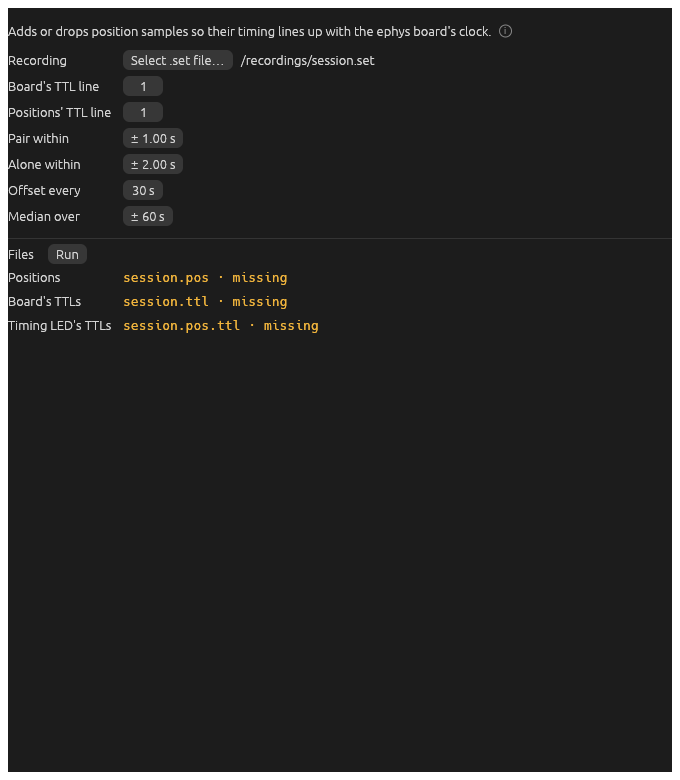 Adds or drops position samples so their timing lines up with the ephys board's clock. ⓘ
Recording Select .set file… /recordings/session.set
Board's TTL line 1
Positions' TTL line 1
Pair within ± 1.00 s
Alone within ± 2.00 s
Offset every 30 s
Median over ± 60 s
Files Run
Positions session.pos · missing
Board's TTLs session.ttl · missing
Timing LED's TTLs session.pos.ttl · missing